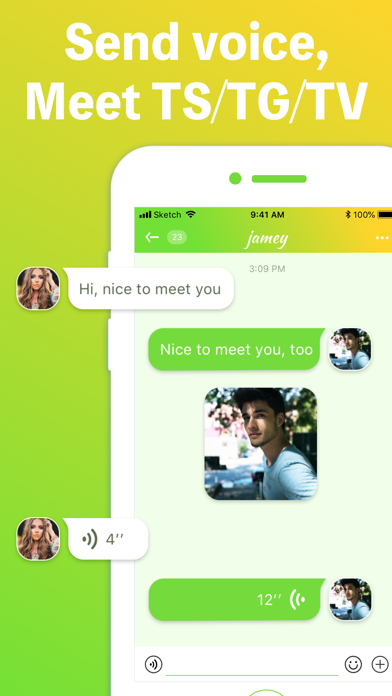 Send voice,
Meet TS/TG/TV
Sketch 9:41 AM 100%
23 jamey
3:09 PM
Hi, nice to meet you
Nice to meet you, too
4′′
12′′